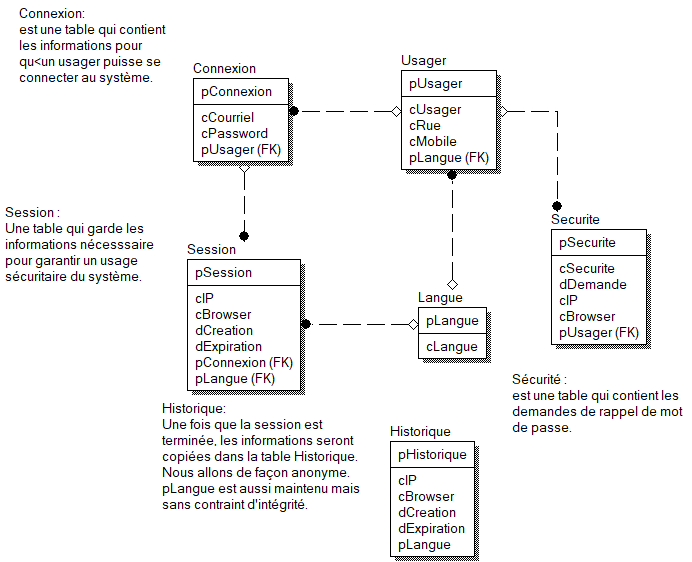 Connexion:
est une table qui contient
les informations pour
qu<un usager puisse se
connecter au système.
Connexion
pConnexion
cCourriel
cPassword
pUsager (FK)
Usager
pUsager
cUsager
cRue
cMobile
pLangue (FK)
Session :
Une table qui garde les
informations nécesssaire
pour garantir un usage
sécuritaire du système.
Session
pSession
cIP
cBrowser
dCreation
dExpiration
pConnexion (FK)
pLangue (FK)
Langue
pLangue
cLangue
Securite
pSecurite
cSecurite
dDemande
cIP
cBrowser
pUsager (FK)
Sécurité :
est une table qui contient les
demandes de rappel de mot
de passe.
Historique:
Une fois que la session est
terminée, les informations seront
copiées dans la table Historique.
Nous allons de façon anonyme.
pLangue est aussi maintenu mais
sans contraint d'intégrité.
Historique
pHistorique
cIP
cBrowser
dCreation
dExpiration
pLangue